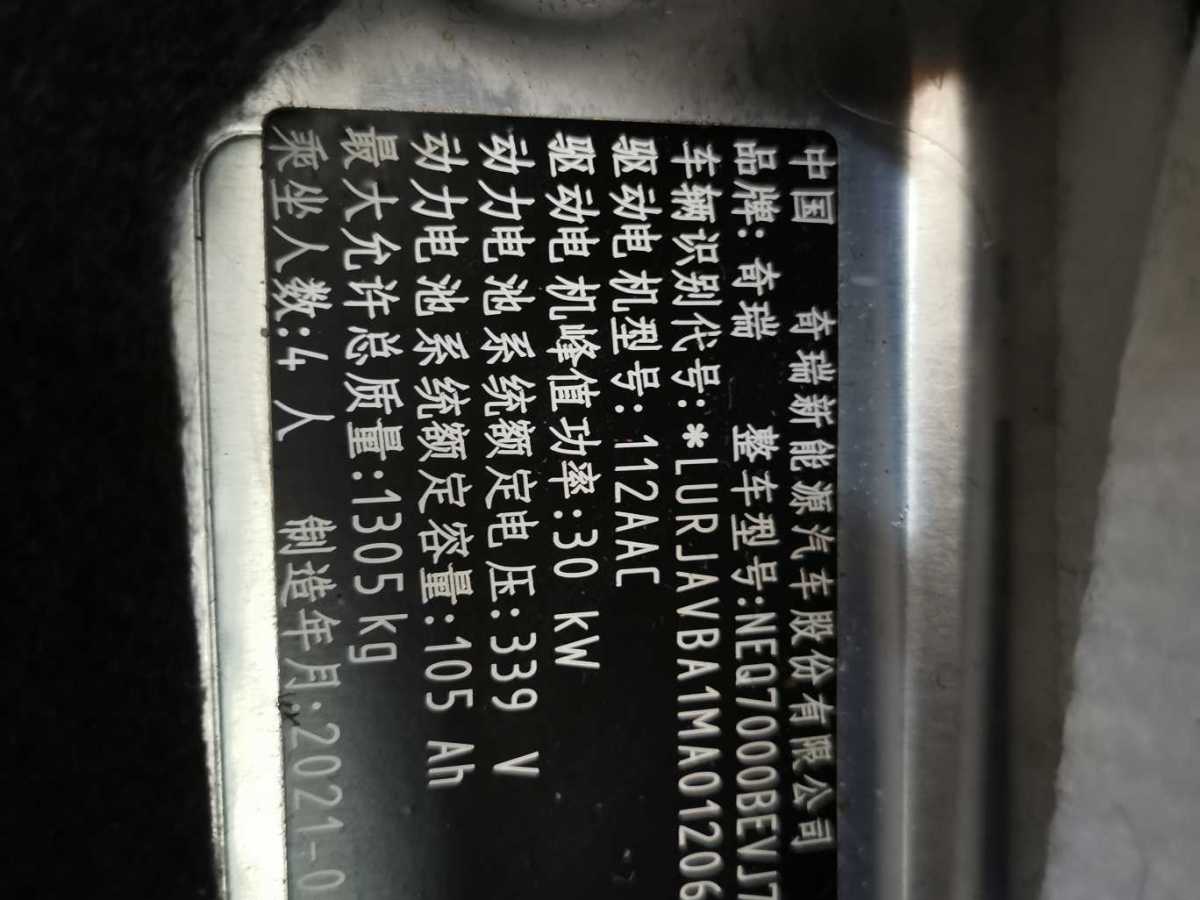 中国 奇瑞新能源汽车股份有限公司
品牌:奇瑞 整车型号:NEQ7000BEVJ7
车辆识别代号:*LURJAVBA1MA01206
驱动电机型号:112AAC
驱动电机峰值功率:30 kW
动力电池系统额定电压:339 V
动力电池系统额定容量:105 Ah
最大允许总质量:1305kg
乘坐人数:4 人 制造年月:2021-0